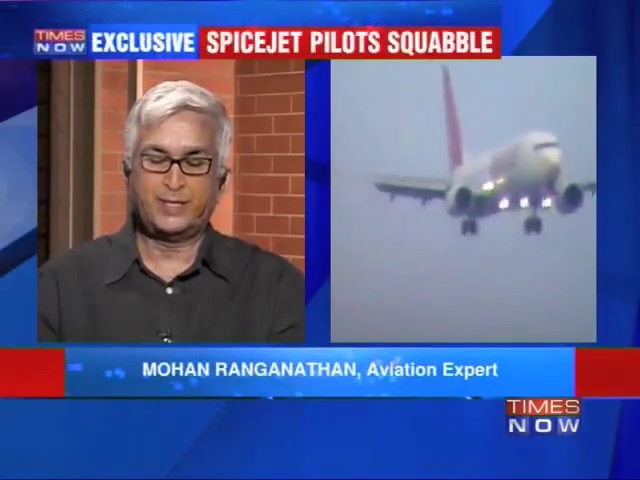 TIMES
NOW
EXCLUSIVE
SPICEJET PILOTS SQUABBLE
MOHAN RANGANATHAN, Aviation Expert
TIMES
NOW